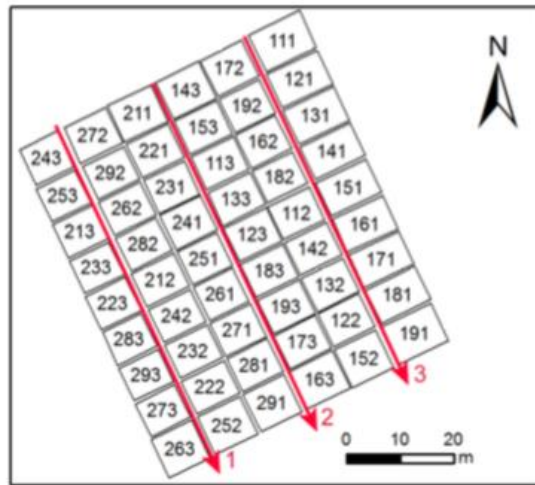 243 272 211 143 172 111
253 292 221 153 192 121
213 262 231 113 162 131
233 282 241 133 182 141
223 212 251 123 112 151
283 242 261 183 142 161
293 232 271 193 132 171
273 222 281 173 122 181
263 252 291 163 152 191
1 2 3
N
0 10 20
m